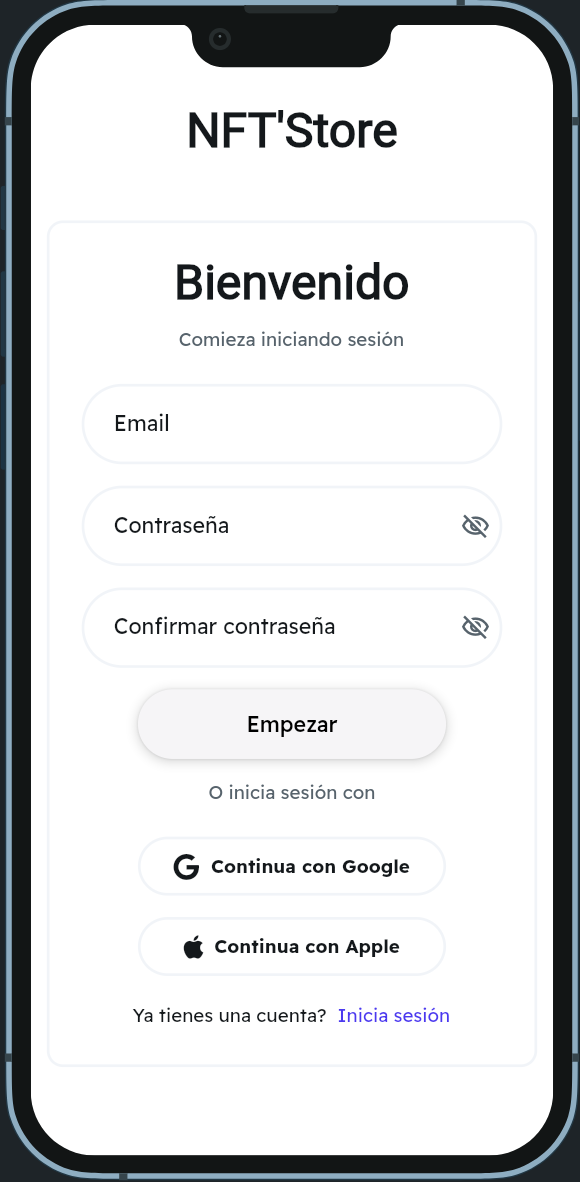 NFT'Store
Bienvenido
Comieza iniciando sesión
Email
Contraseña
Confirmar contraseña
Empezar
O inicia sesión con
Continua con Google
Continua con Apple
Ya tienes una cuenta? Inicia sesión